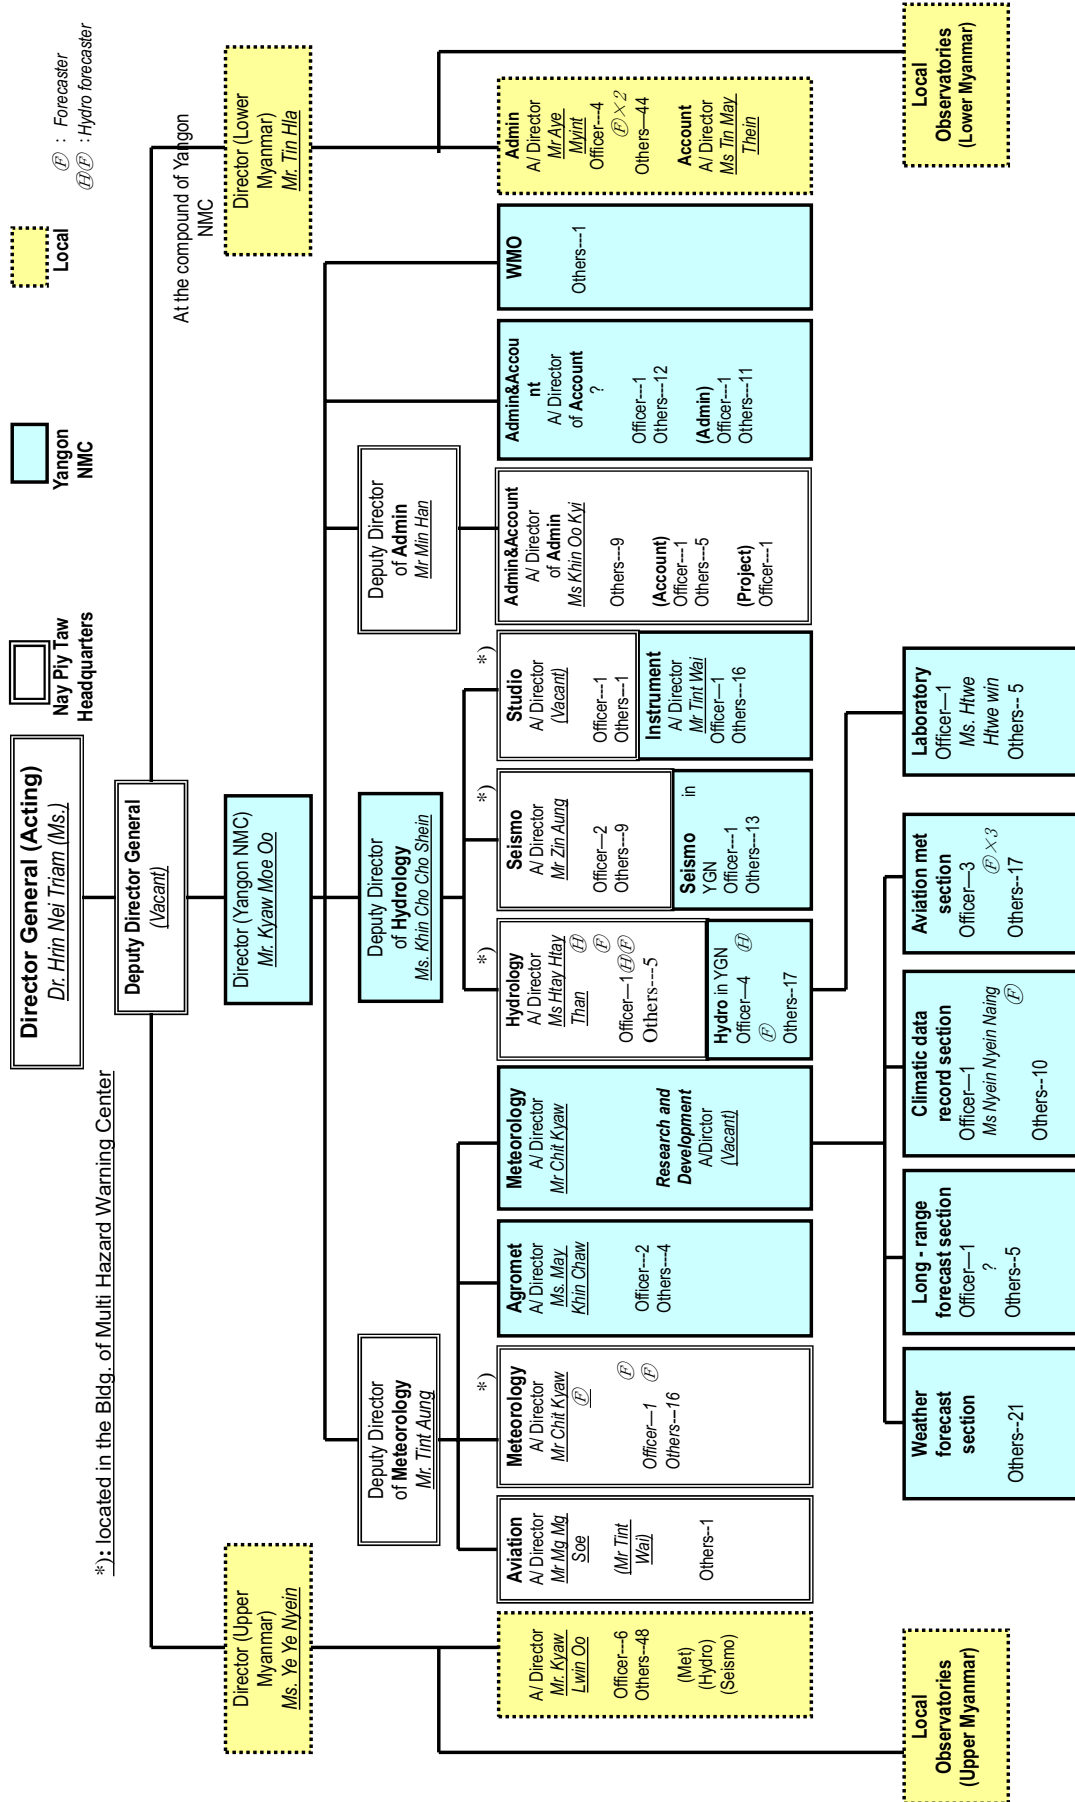 Director General (Acting)
Dr. Hrin Nei Triam (Ms.)
Nay Piy Taw
Headquarters
Yangon
NMC
Local
Ⓕ : Forecaster
ⒽⒻ : Hydro forecaster
*): located in the Bldg. of Multi Hazard Warning Center
Deputy Director General
(Vacant)
At the compound of Yangon
NMC
Director (Upper
Myanmar)
Ms. Ye Ye Nyein
Director (Yangon NMC)
Mr. Kyaw Moe Oo
Director (Lower
Myanmar)
Mr. Tin Hla
Deputy Director
of Meteorology
Mr. Tint Aung
Deputy Director
of Hydrology
Ms. Khin Cho Cho Shein
Deputy Director
of Admin
Mr Min Han
A/ Director
Mr. Kyaw
Lwin Oo
Officer---6
Others--48
(Met)
(Hydro)
(Seismo)
Aviation
A/ Director
Mr Mg Mg
Soe
(Mr Tint
Wai)
Others--1
*)
Meteorology
A/ Director
Mr Chit Kyaw
Ⓕ
Ⓕ
Officer—1 Ⓕ
Others---16
Agromet
A/ Director
Ms. May
Khin Chaw
Officer---2
Others---4
Meteorology
A/ Director
Mr Chit Kyaw
Research and
Development
A/Dirctor
(Vacant)
*)
Hydrology
A/ Director
Ms Htay Htay
Than Ⓗ
Ⓕ
Officer—1ⒽⒻ
Others---5
Hydro in YGN
Officer—4 Ⓗ
Ⓕ
Others--17
*)
Seismo
A/ Director
Mr Zin Aung
Officer—2
Others---9
Seismo in
YGN
Officer---1
Others---13
*)
Studio
A/ Director
(Vacant)
Officer---1
Others---1
Instrument
A/ Director
Mr Tint Wai
Officer—1
Others---16
Admin&Account
A/ Director
of Admin
Ms Khin Oo Kyi
Others---9
(Account)
Officer---1
Others---5
(Project)
Officer---1
Admin&Accou
nt
A/ Director
of Account
?
Officer---1
Others---12
(Admin)
Officer---1
Others---11
WMO
Others---1
Admin
A/ Director
Mr Aye
Myint
Officer---4
Ⓕ×2
Others—44
Account
A/ Director
Ms Tin May
Thein
Local
Observatories
(Upper Myanmar)
Weather
forecast
section
Others--21
Long - range
forecast section
Officer—1
?
Others--5
Climatic data
record section
Officer—1
Ms Nyein Nyein Naing
Ⓕ
Others--10
Aviation met
section
Officer—3
Ⓕ×3
Others--17
Laboratory
Officer—1
Ms. Htwe
Htwe win
Others-- 5
Local
Observatories
(Lower Myanmar)